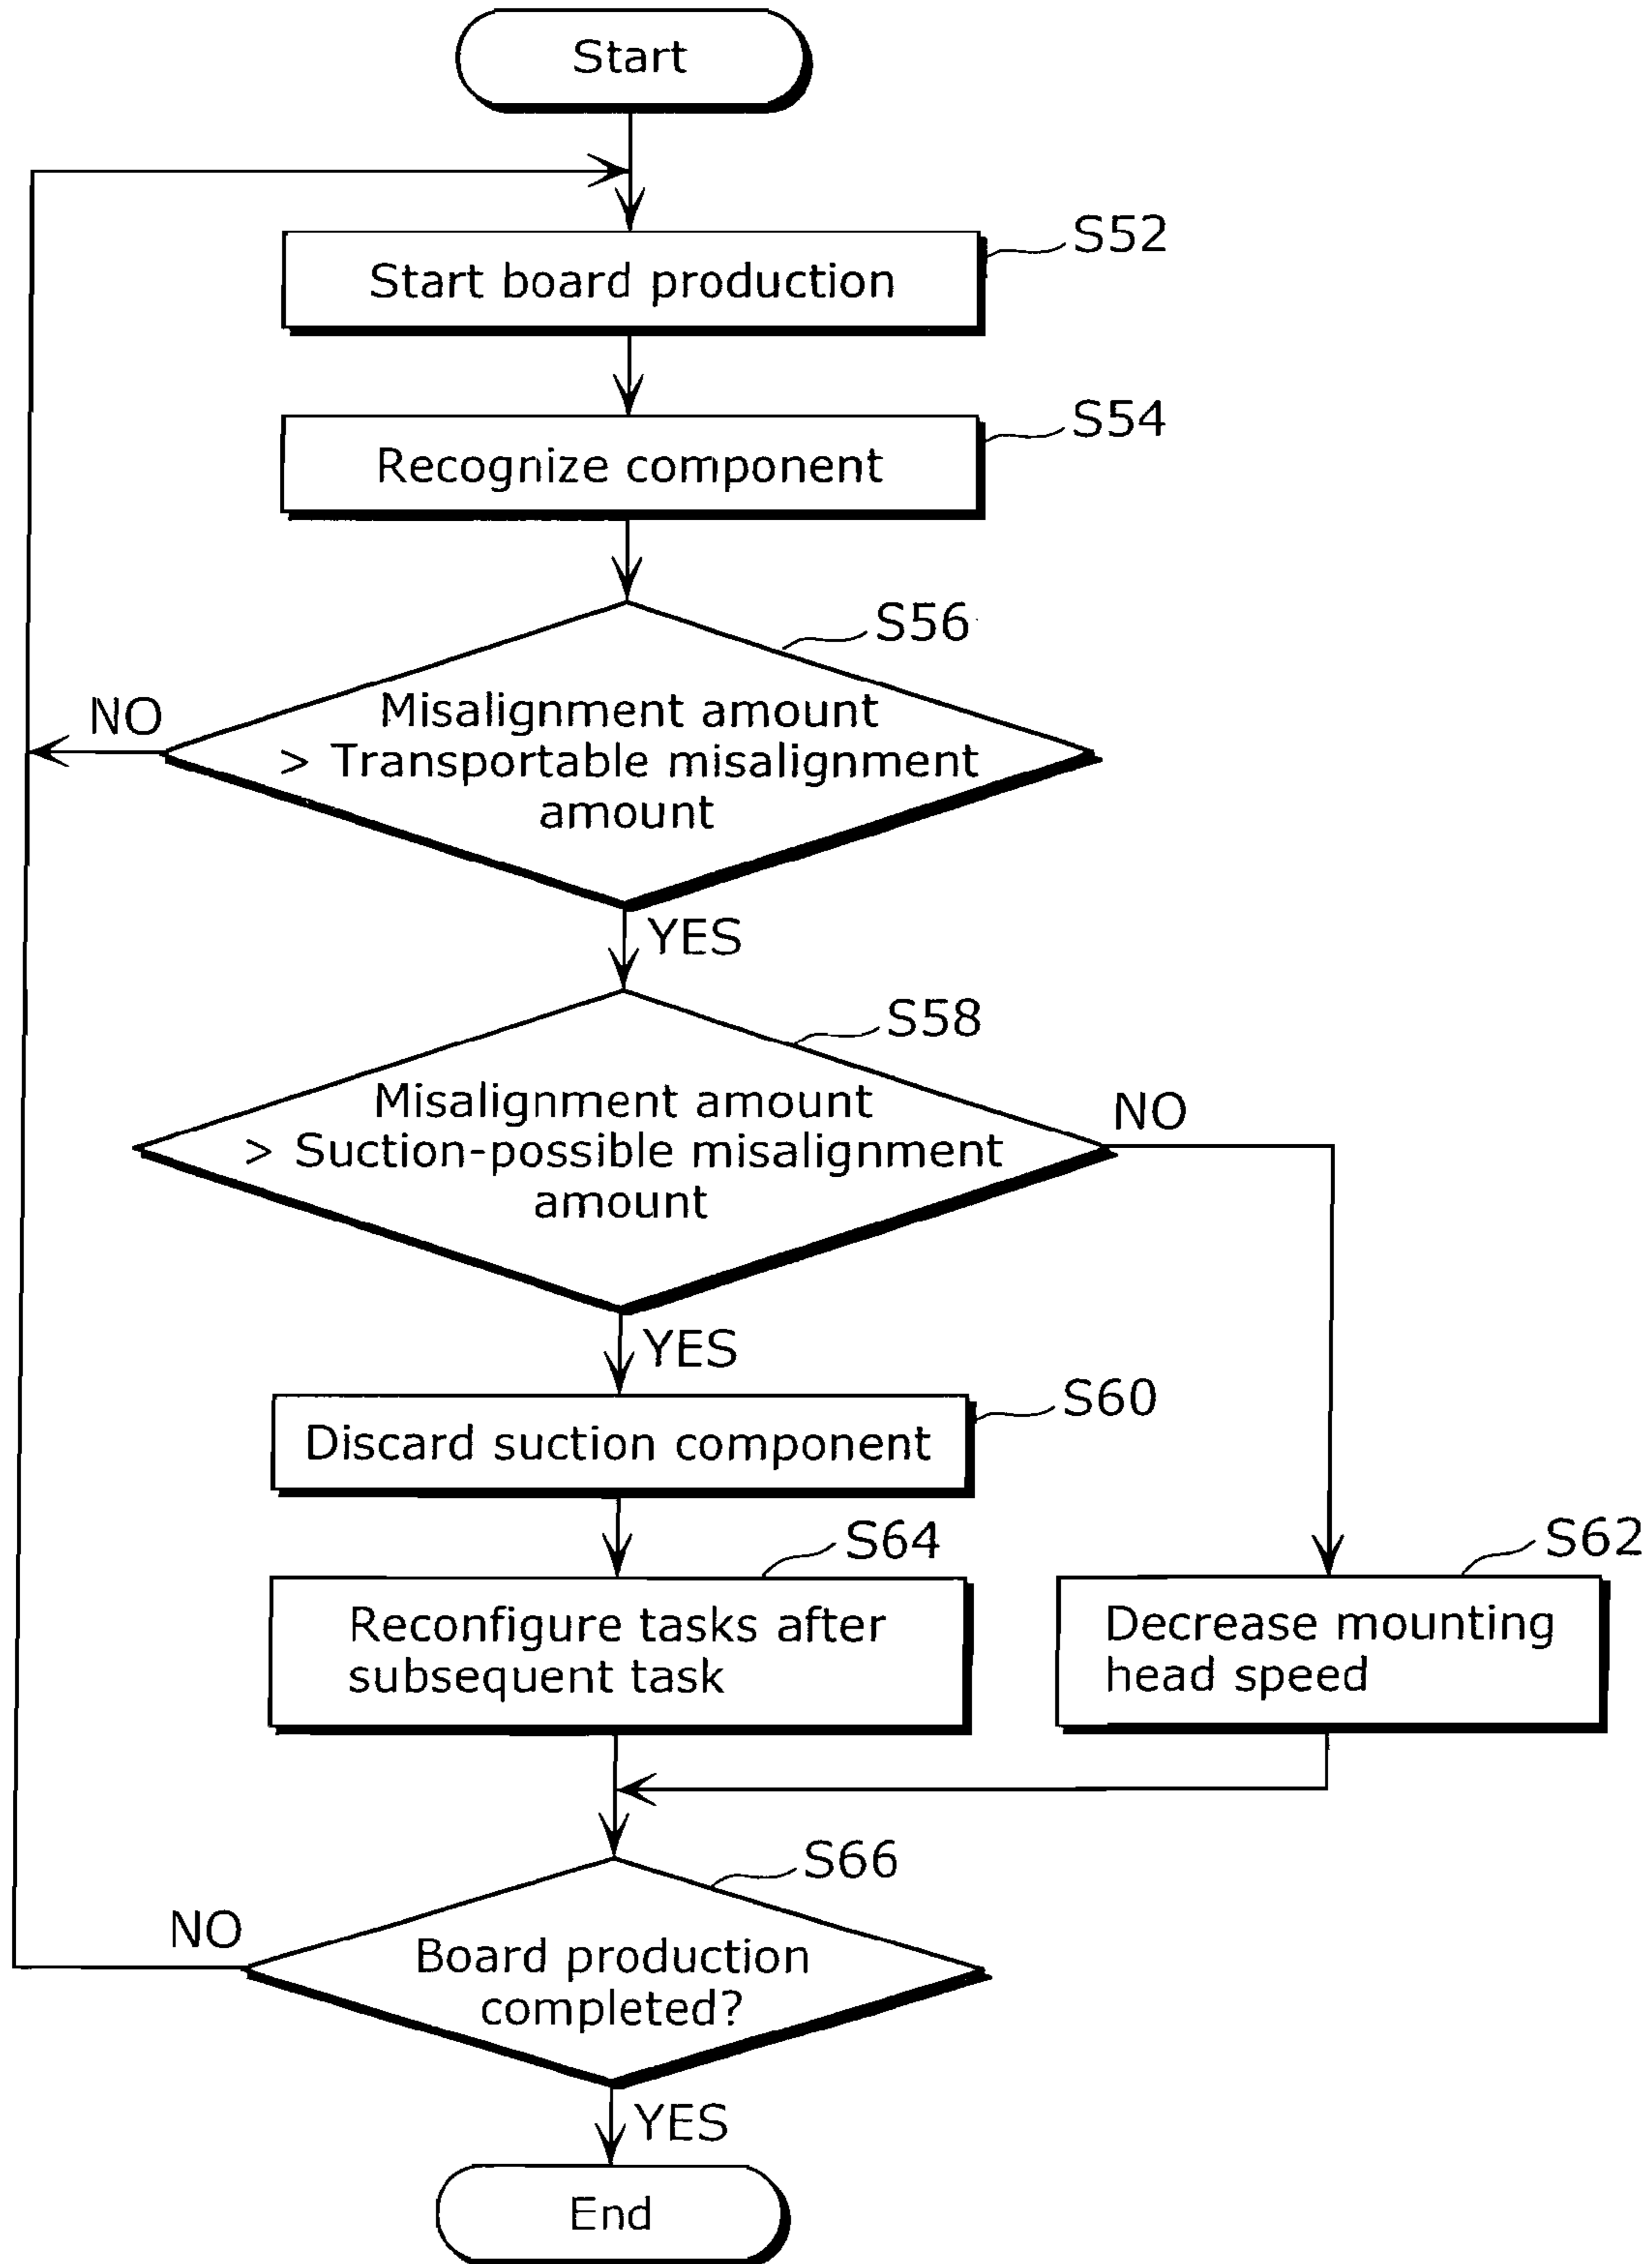 Start
S52
Start board production
S54
Recognize component
S56
NO
Misalignment amount
> Transportable misalignment
amount
YES
S58
Misalignment amount
> Suction-possible misalignment
amount
NO
YES
S60
Discard suction component
S64
Reconfigure tasks after
subsequent task
S62
Decrease mounting
head speed
S66
NO
Board production
completed?
YES
End